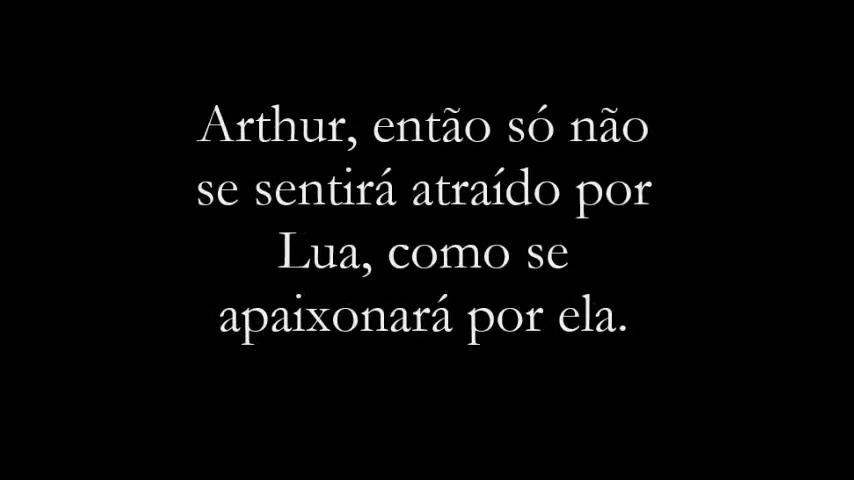 Arthur, então só não
se sentirá atraído por
Lua, como se
apaixonará por ela.